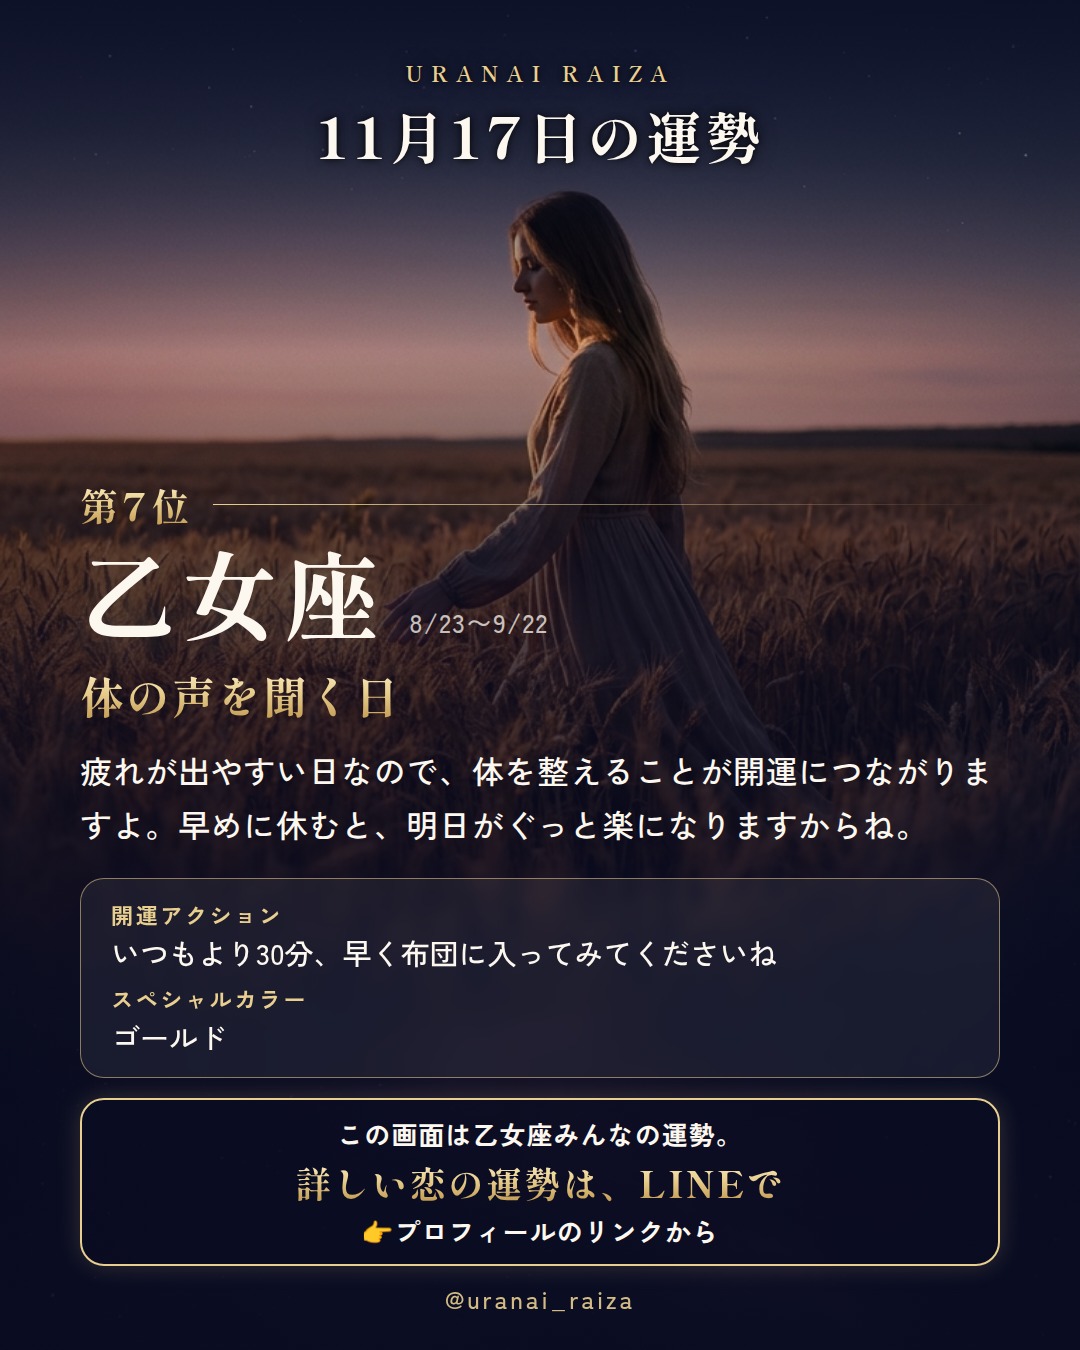 URANAI RAIZA
11月17日の運勢
第7位
乙女座 8/23〜9/22
体の声を聞く日
疲れが出やすい日なので、体を整えることが開運につながりま
すよ。早めに休むと、明日がぐっと楽になりますからね。
開運アクション
いつもより30分、早く布団に入ってみてくださいね
スペシャルカラー
ゴールド
この画面は乙女座みんなの運勢。
詳しい恋の運勢は、LINEで
👉プロフィールのリンクから
@uranai_raiza